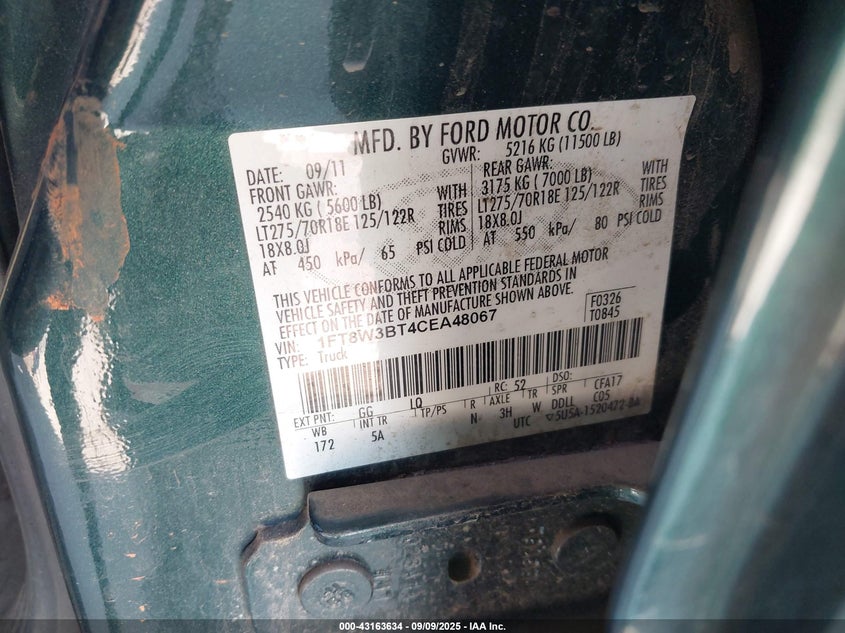 MFD. BY FORD MOTOR CO.
DATE: 09/11 GVWR: 5216 KG (11500 LB)
FRONT GAWR: REAR GAWR:
2540 KG ( 5600 LB) WITH 3175 KG ( 7000 LB) WITH
LT275/70R18E 125/122R TIRES LT275/70R18E 125/122R TIRES
18X8.0J RIMS 18X8.0J RIMS
AT 450 kPa/ 65 PSI COLD AT 550 kPa/ 80 PSI COLD
THIS VEHICLE CONFORMS TO ALL APPLICABLE FEDERAL MOTOR
VEHICLE SAFETY AND THEFT PREVENTION STANDARDS IN
EFFECT ON THE DATE OF MANUFACTURE SHOWN ABOVE.
VIN: 1FT8W3BT4CEA48067 F0326
TYPE: Truck T0845
EXT PNT: GG LQ RC: 52 DSO:
WB INT TR TP/PS R AXLE TR SPR CFA17
172 5A N 3H W DDLL C05
UTC ▽5U5A-1520472-BA
000-43163634 - 09/09/2025 - IAA Inc.